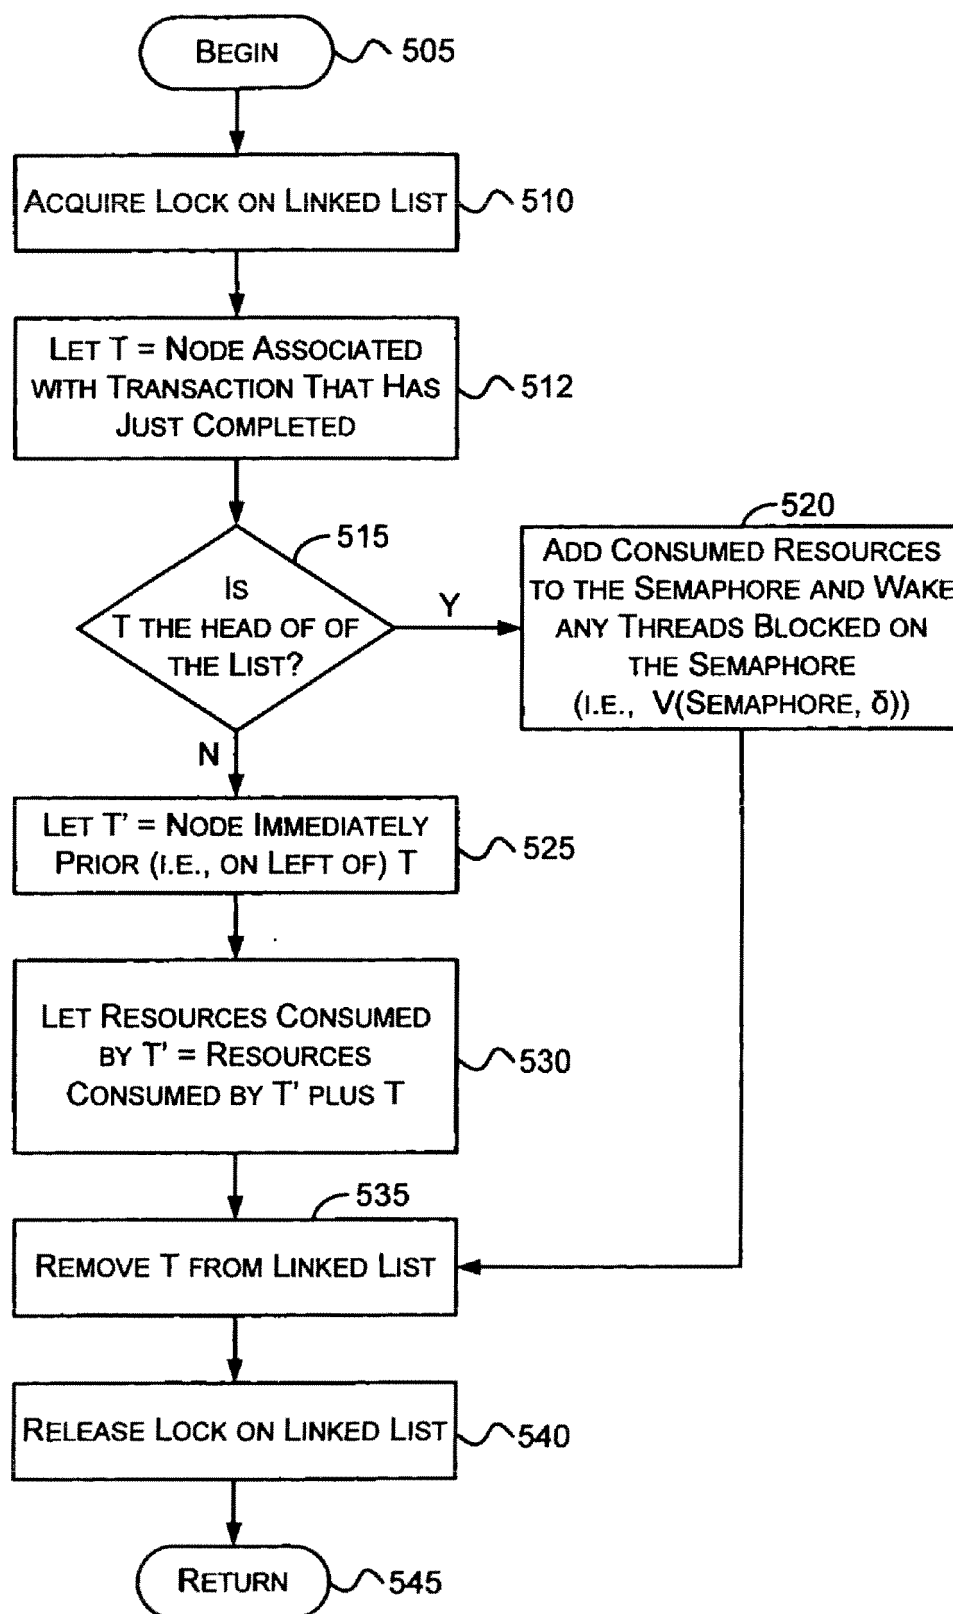 BEGIN
505
ACQUIRE LOCK ON LINKED LIST
510
LET T = NODE ASSOCIATED
WITH TRANSACTION THAT HAS
JUST COMPLETED
512
515
IS
T THE HEAD OF OF
THE LIST?
Y
N
520
ADD CONSUMED RESOURCES
TO THE SEMAPHORE AND WAKE
ANY THREADS BLOCKED ON
THE SEMAPHORE
(I.E., V(SEMAPHORE, δ))
LET T' = NODE IMMEDIATELY
PRIOR (I.E., ON LEFT OF) T
525
LET RESOURCES CONSUMED
BY T' = RESOURCES
CONSUMED BY T' PLUS T
530
535
REMOVE T FROM LINKED LIST
RELEASE LOCK ON LINKED LIST
540
RETURN
545